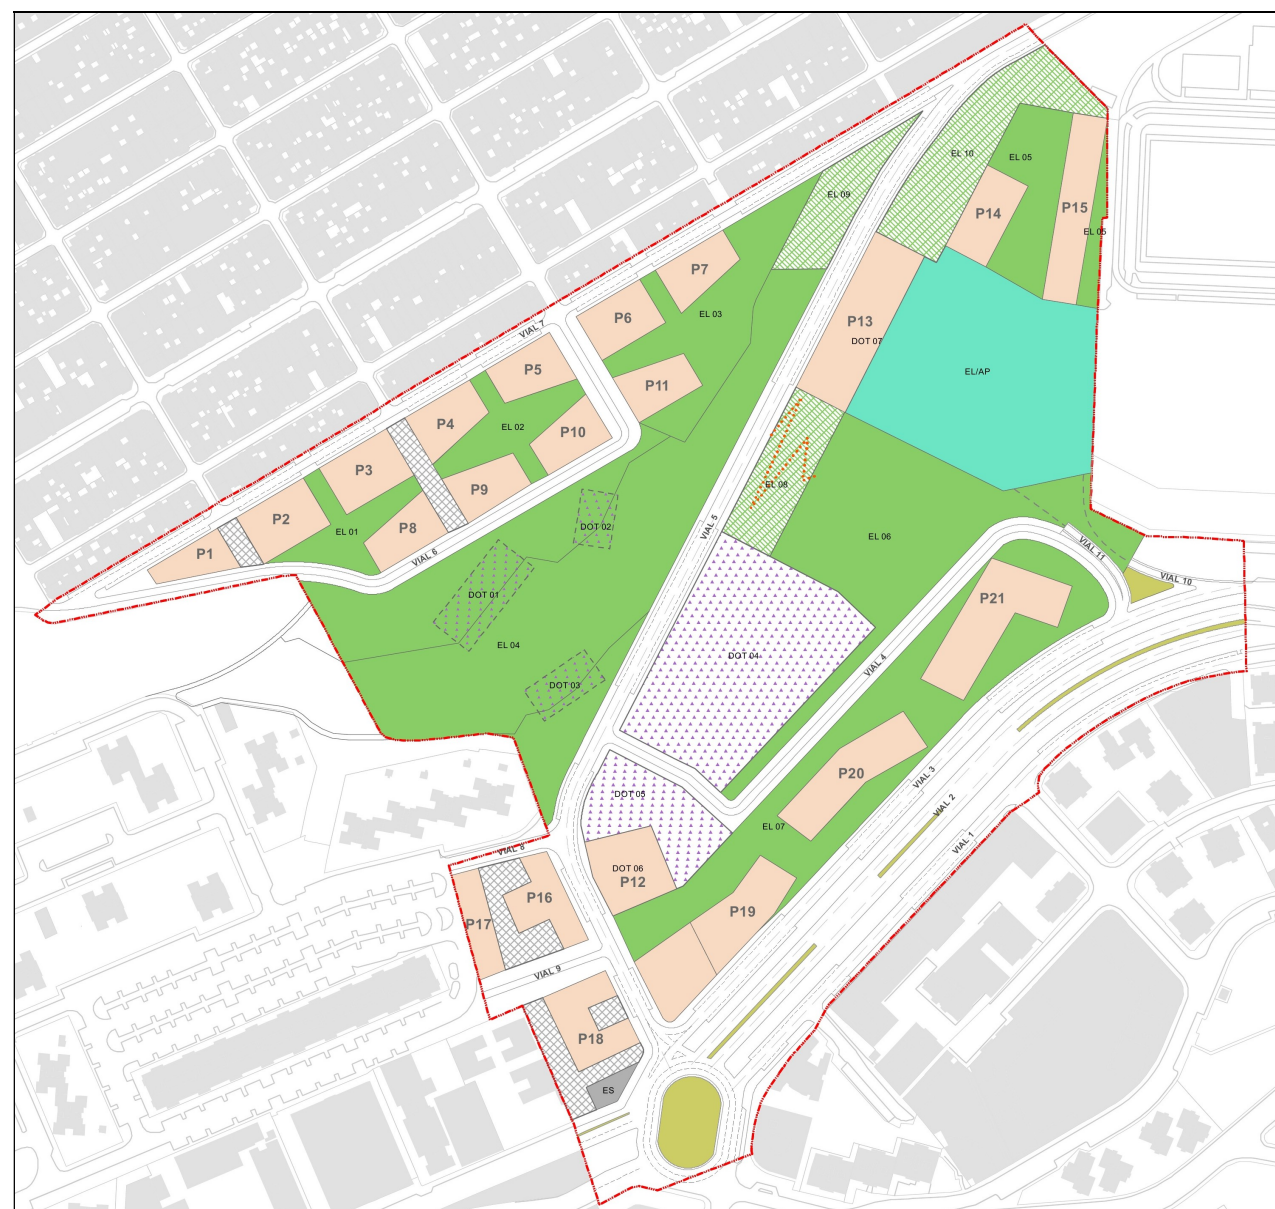 EL 10
EL 05
EL 09
P15
P14
EL 05
P7
EL 03
P6
P13
VIAL 7
DOT 07
P5
EL/AP
P11
P4
EL 02
P10
P3
EL 08
P9
P2
VIAL 5
DOT 02
P8
EL 01
EL 06
VIAL 11
P1
VIAL 6
VIAL 10
DOT 01
P21
EL 04
DOT 04
VIAL 4
DOT 03
P20
VIAL 3
DOT 05
VIAL 2
EL 07
VIAL 1
VIAL 8
DOT 06
P12
P16
P19
P17
VIAL 9
P18
ES